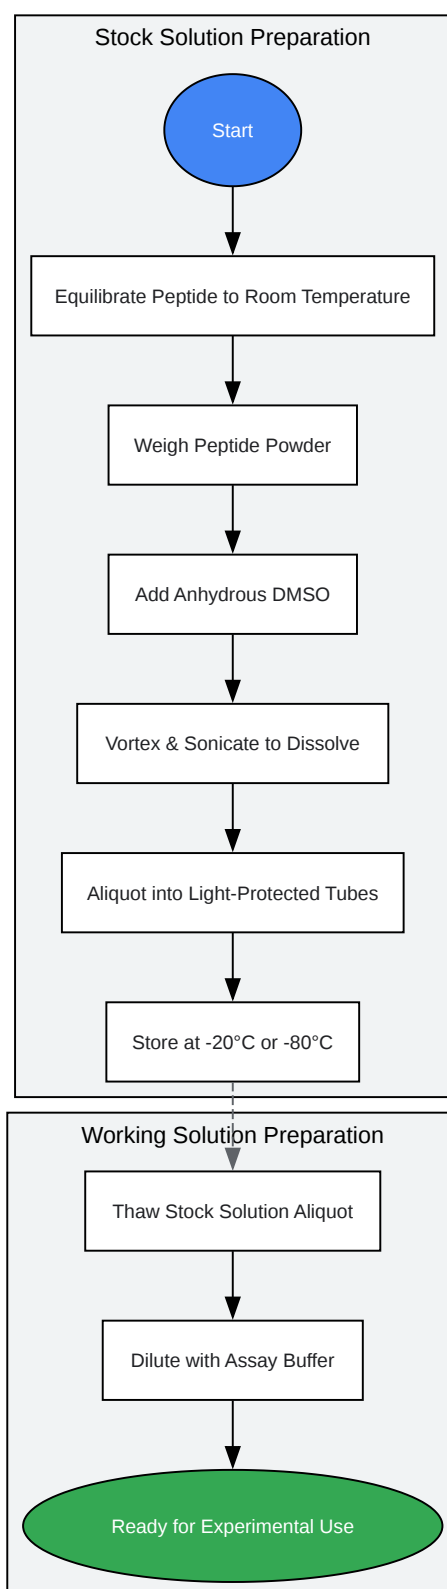 Stock Solution Preparation
Start
Equilibrate Peptide to Room Temperature
Weigh Peptide Powder
Add Anhydrous DMSO
Vortex & Sonicate to Dissolve
Aliquot into Light-Protected Tubes
Store at -20°C or -80°C
Working Solution Preparation
Thaw Stock Solution Aliquot
Dilute with Assay Buffer
Ready for Experimental Use